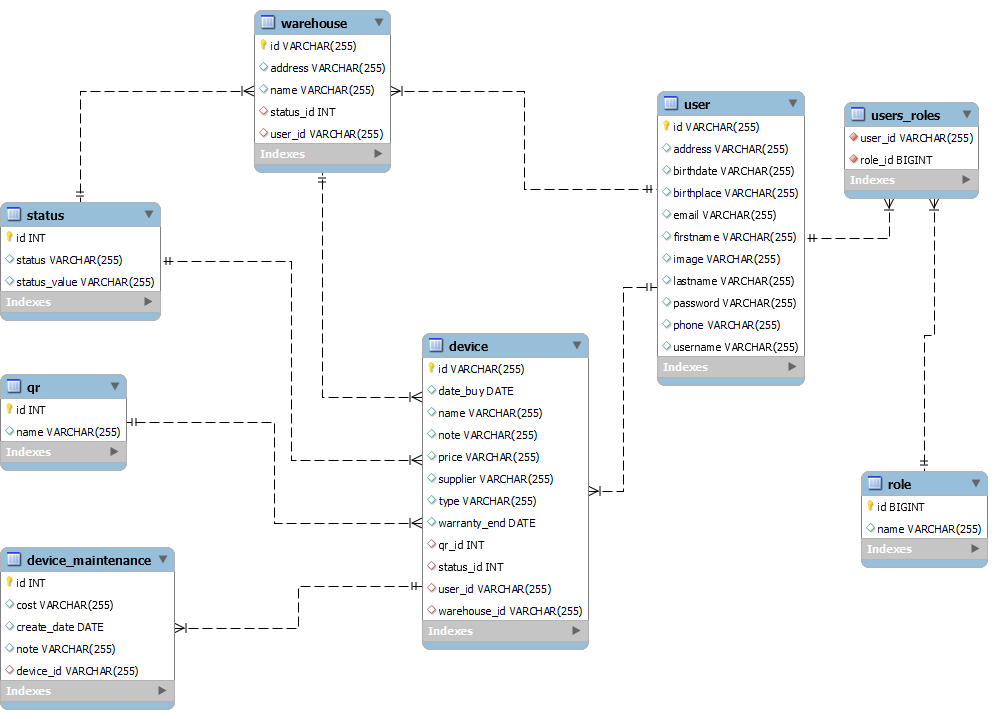 warehouse
id VARCHAR(255)
address VARCHAR(255)
name VARCHAR(255)
status_id INT
user_id VARCHAR(255)
Indexes
user
id VARCHAR(255)
address VARCHAR(255)
birthdate VARCHAR(255)
birthplace VARCHAR(255)
email VARCHAR(255)
firstname VARCHAR(255)
image VARCHAR(255)
lastname VARCHAR(255)
password VARCHAR(255)
phone VARCHAR(255)
username VARCHAR(255)
Indexes
users_roles
user_id VARCHAR(255)
role_id BIGINT
Indexes
status
id INT
status VARCHAR(255)
status_value VARCHAR(255)
Indexes
device
id VARCHAR(255)
date_buy DATE
name VARCHAR(255)
note VARCHAR(255)
price VARCHAR(255)
supplier VARCHAR(255)
type VARCHAR(255)
warranty_end DATE
qr_id INT
status_id INT
user_id VARCHAR(255)
warehouse_id VARCHAR(255)
Indexes
qr
id INT
name VARCHAR(255)
Indexes
role
id BIGINT
name VARCHAR(255)
Indexes
device_maintenance
id INT
cost VARCHAR(255)
create_date DATE
note VARCHAR(255)
device_id VARCHAR(255)
Indexes